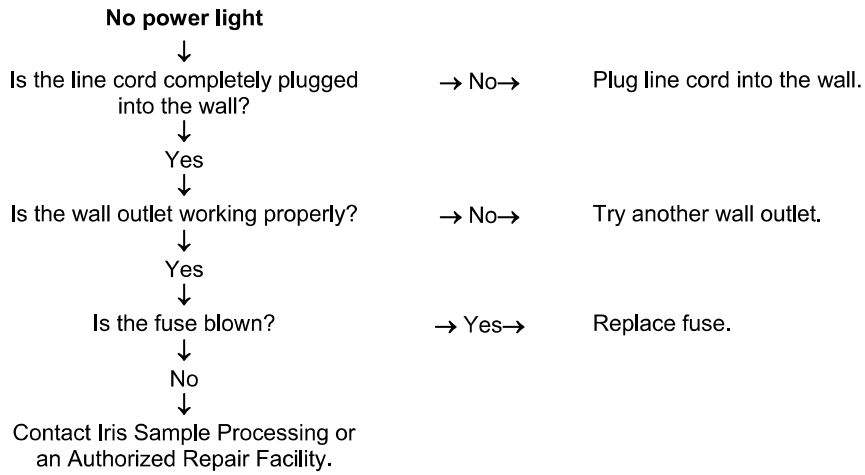 No power light
↓
Is the line cord completely plugged
into the wall?
→ No→
Plug line cord into the wall.
↓
Yes
↓
Is the wall outlet working properly?
→ No→
Try another wall outlet.
↓
Yes
↓
Is the fuse blown?
→ Yes→
Replace fuse.
↓
No
↓
Contact Iris Sample Processing or
an Authorized Repair Facility.